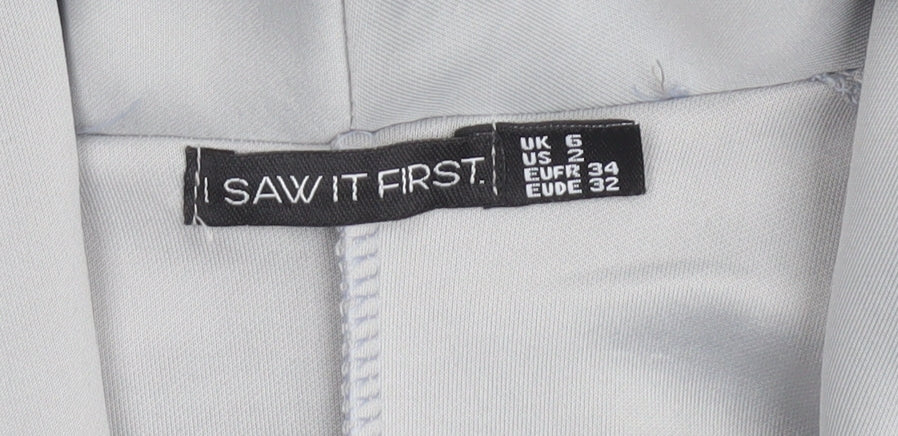 I SAW IT FIRST.
UK 6
US 2
EUFR 34
EUDE 32